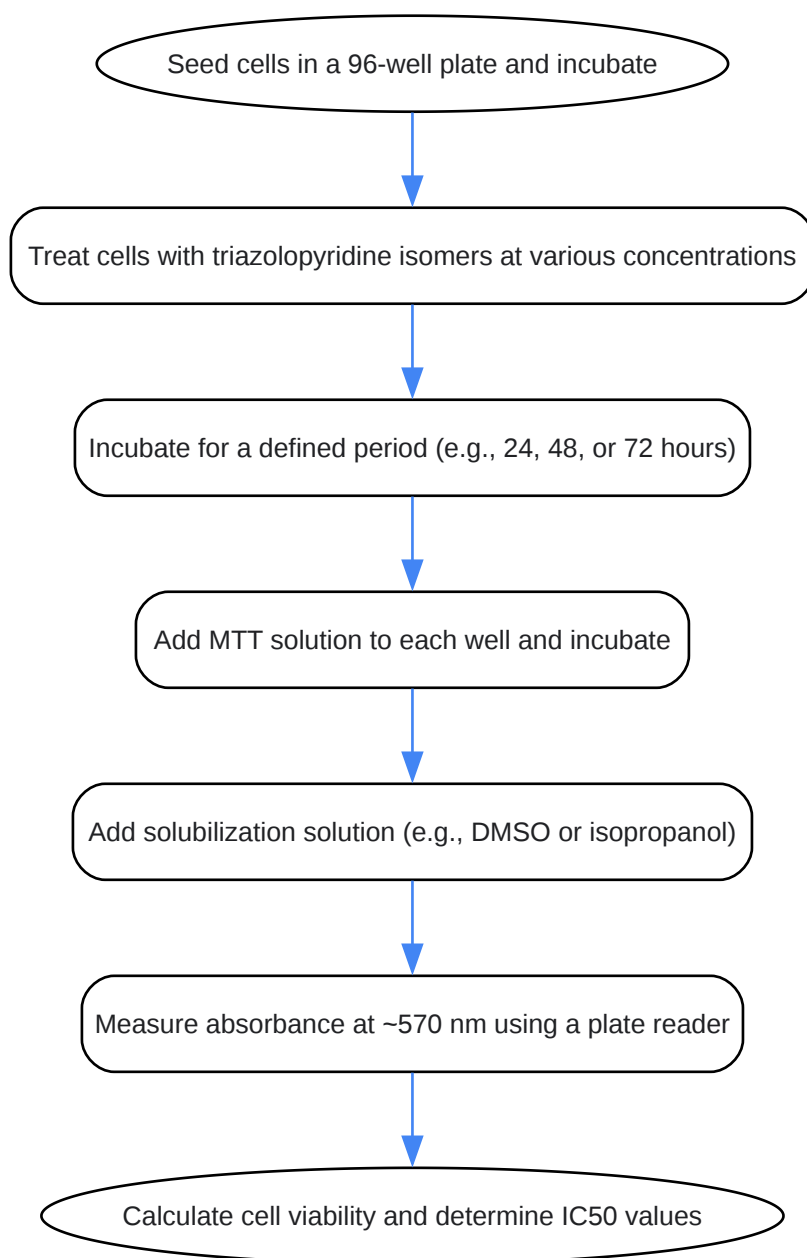 Seed cells in a 96-well plate and incubate
Treat cells with triazolopyridine isomers at various concentrations
Incubate for a defined period (e.g., 24, 48, or 72 hours)
Add MTT solution to each well and incubate
Add solubilization solution (e.g., DMSO or isopropanol)
Measure absorbance at ~570 nm using a plate reader
Calculate cell viability and determine IC50 values